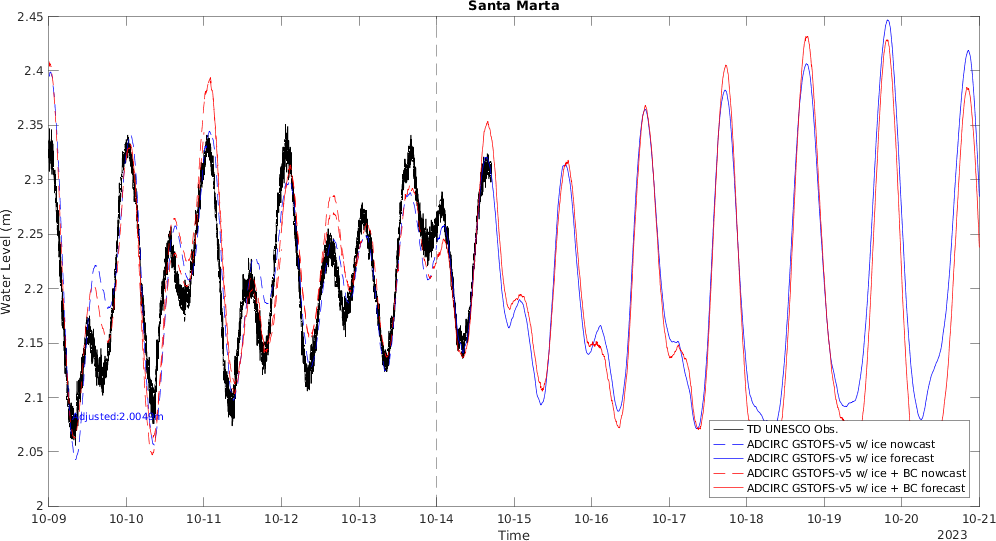 Santa Marta
2.45
2.4
2.35
2.3
2.25
2.2
2.15
2.1
2.05
2
Water Level (m)
TD UNESCO Obs.
ADCIRC GSTOFS-v5 w/ ice nowcast
ADCIRC GSTOFS-v5 w/ ice forecast
ADCIRC GSTOFS-v5 w/ ice + BC nowcast
ADCIRC GSTOFS-v5 w/ ice + BC forecast
10-09 10-10 10-11 10-12 10-13 10-14 10-15 10-16 10-17 10-18 10-19 10-20 10-21
Time
2023